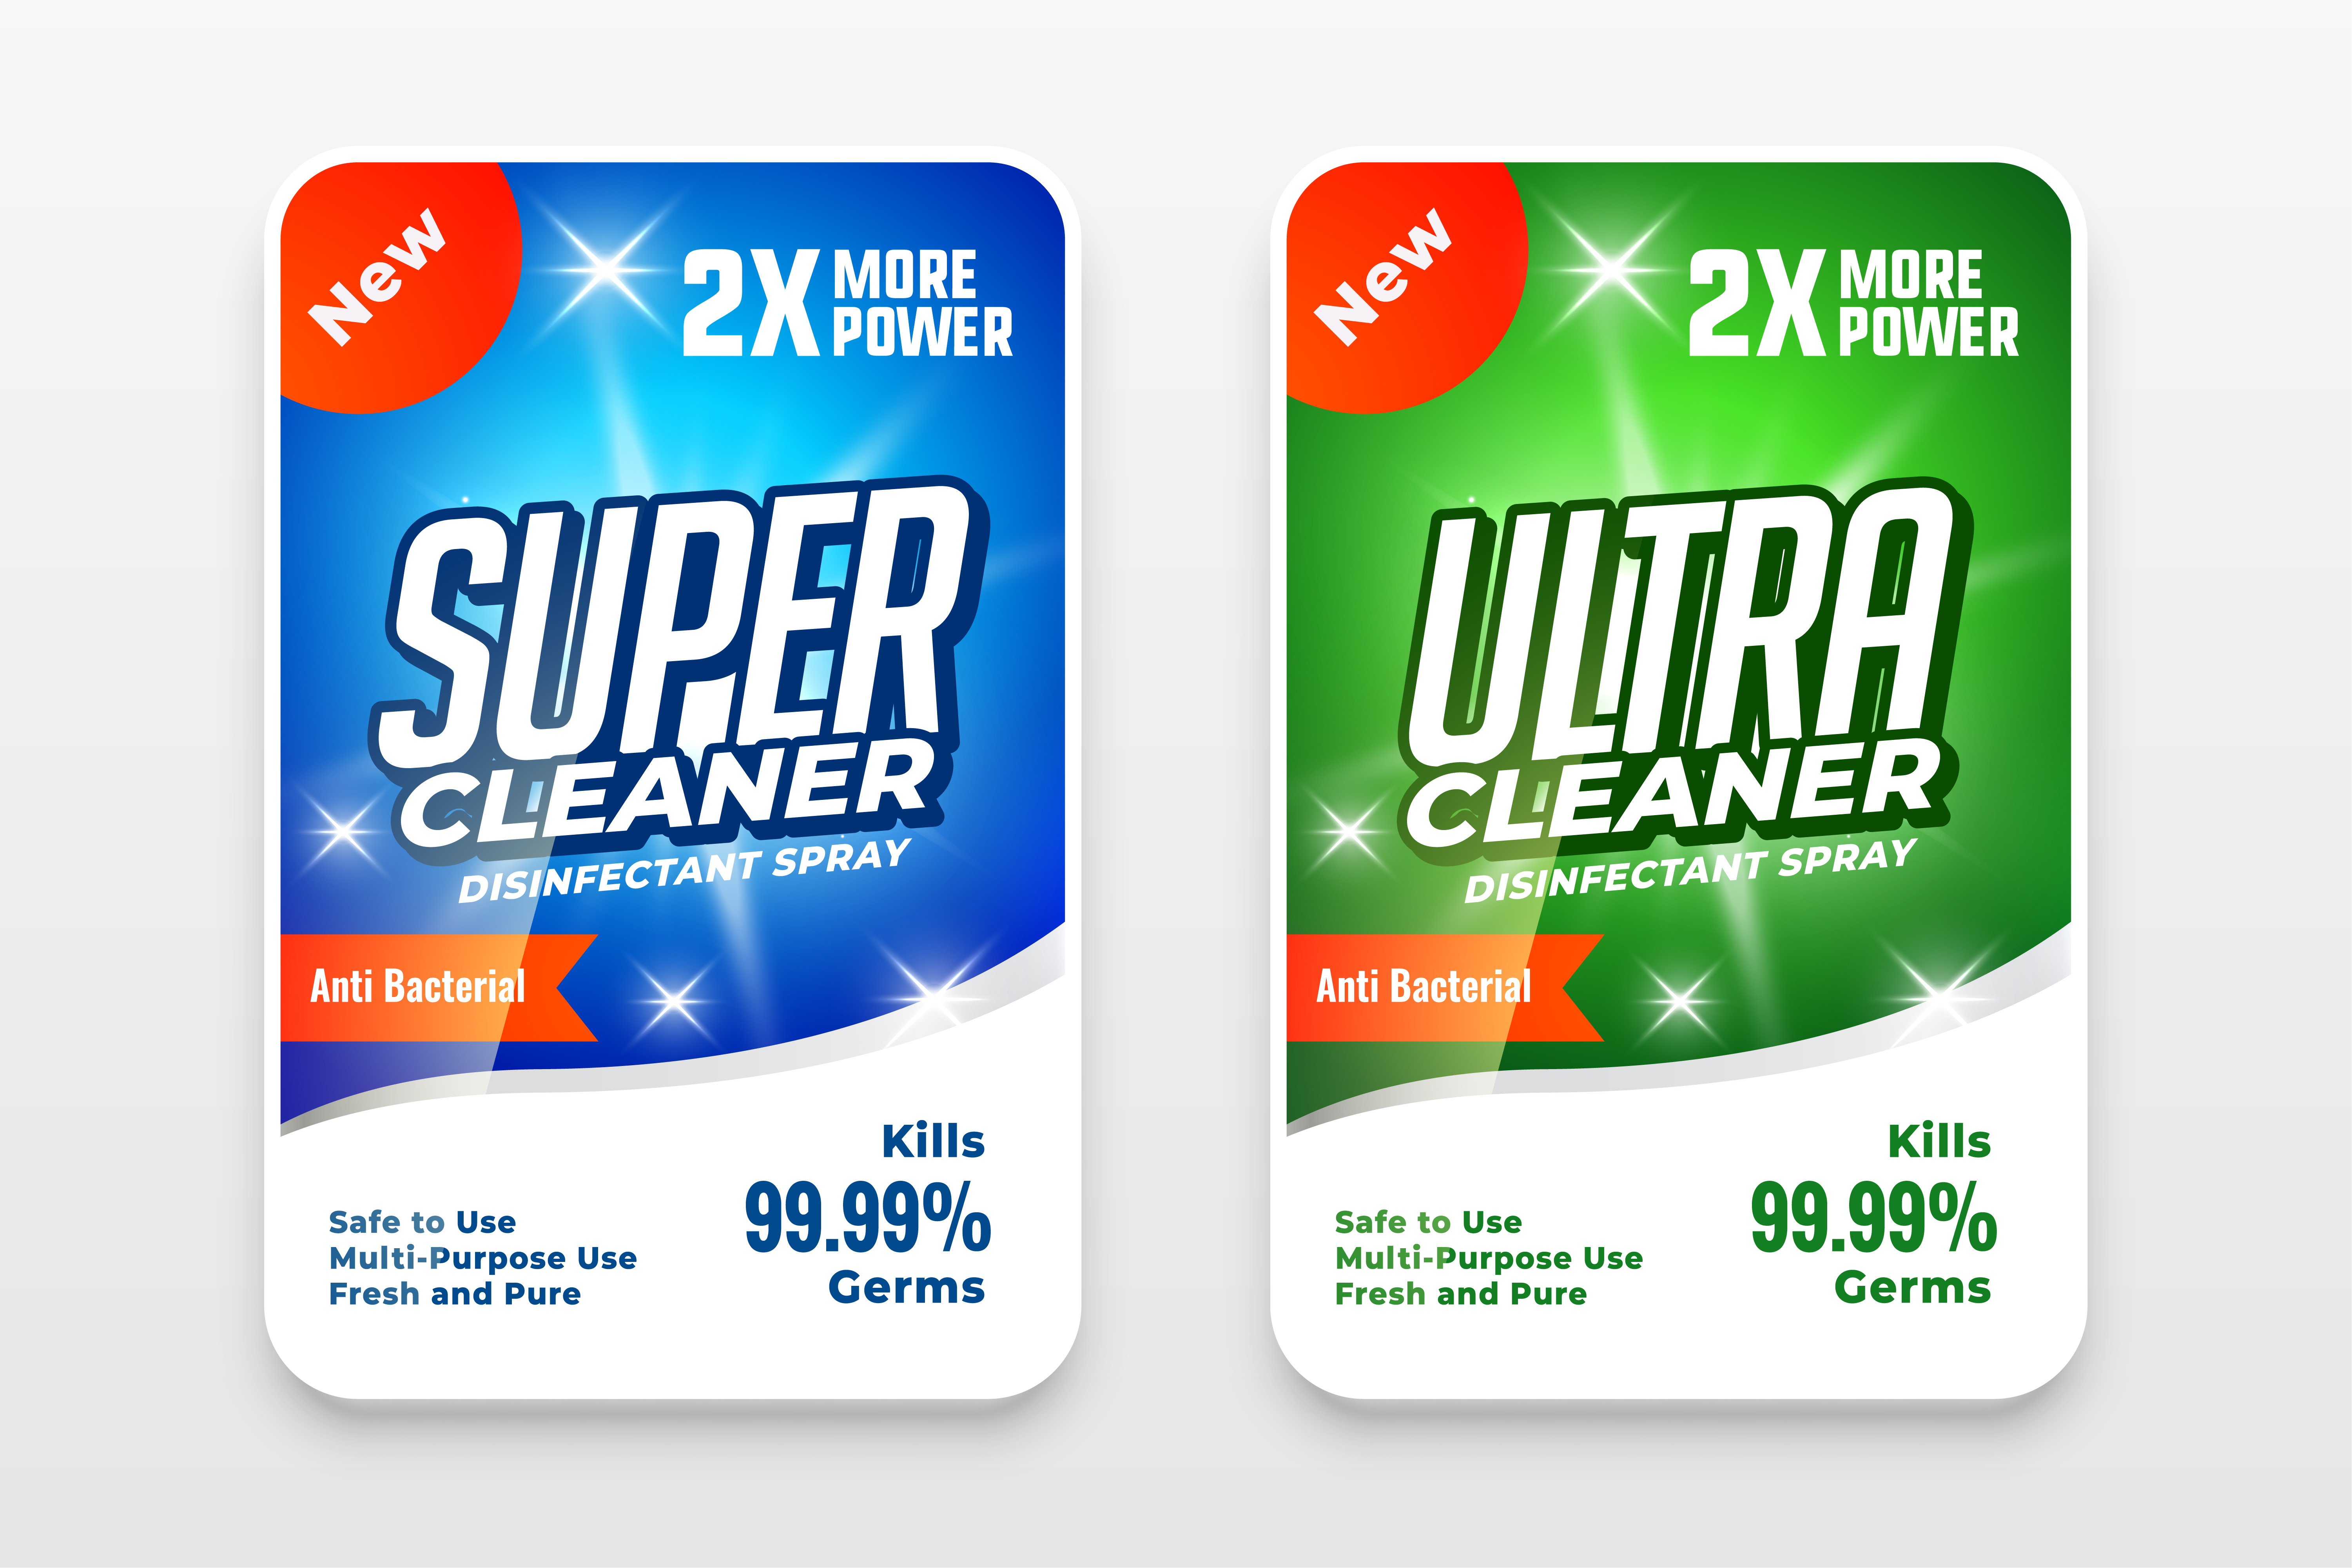 New
2X MORE
POWER
SUPER
CLEANER
DISINFECTANT SPRAY
Anti Bacterial
Safe to Use
Multi-Purpose Use
Fresh and Pure
Kills
99.99%
Germs
New
2X MORE
POWER
ULTRA
CLEANER
DISINFECTANT SPRAY
Anti Bacterial
Safe to Use
Multi-Purpose Use
Fresh and Pure
Kills
99.99%
Germs